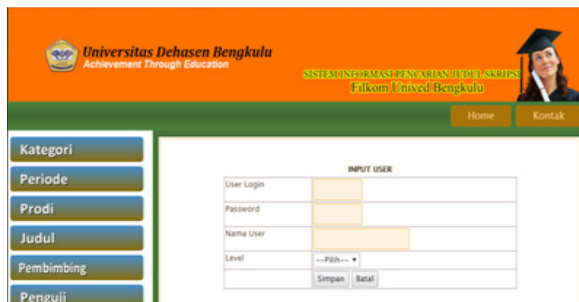 Universitas Dehasen Bengkulu
Achievement Through Education
SISTEM INFORMASI PENCARIAN JUDUL SKRIPSI
Filkom Unived Bengkulu
Home
Kontak
Kategori
Periode
Prodi
Judul
Pembimbing
Penguji
INPUT USER
User Login
Password
Nama User
Level
--Pilih--
Simpan Batal